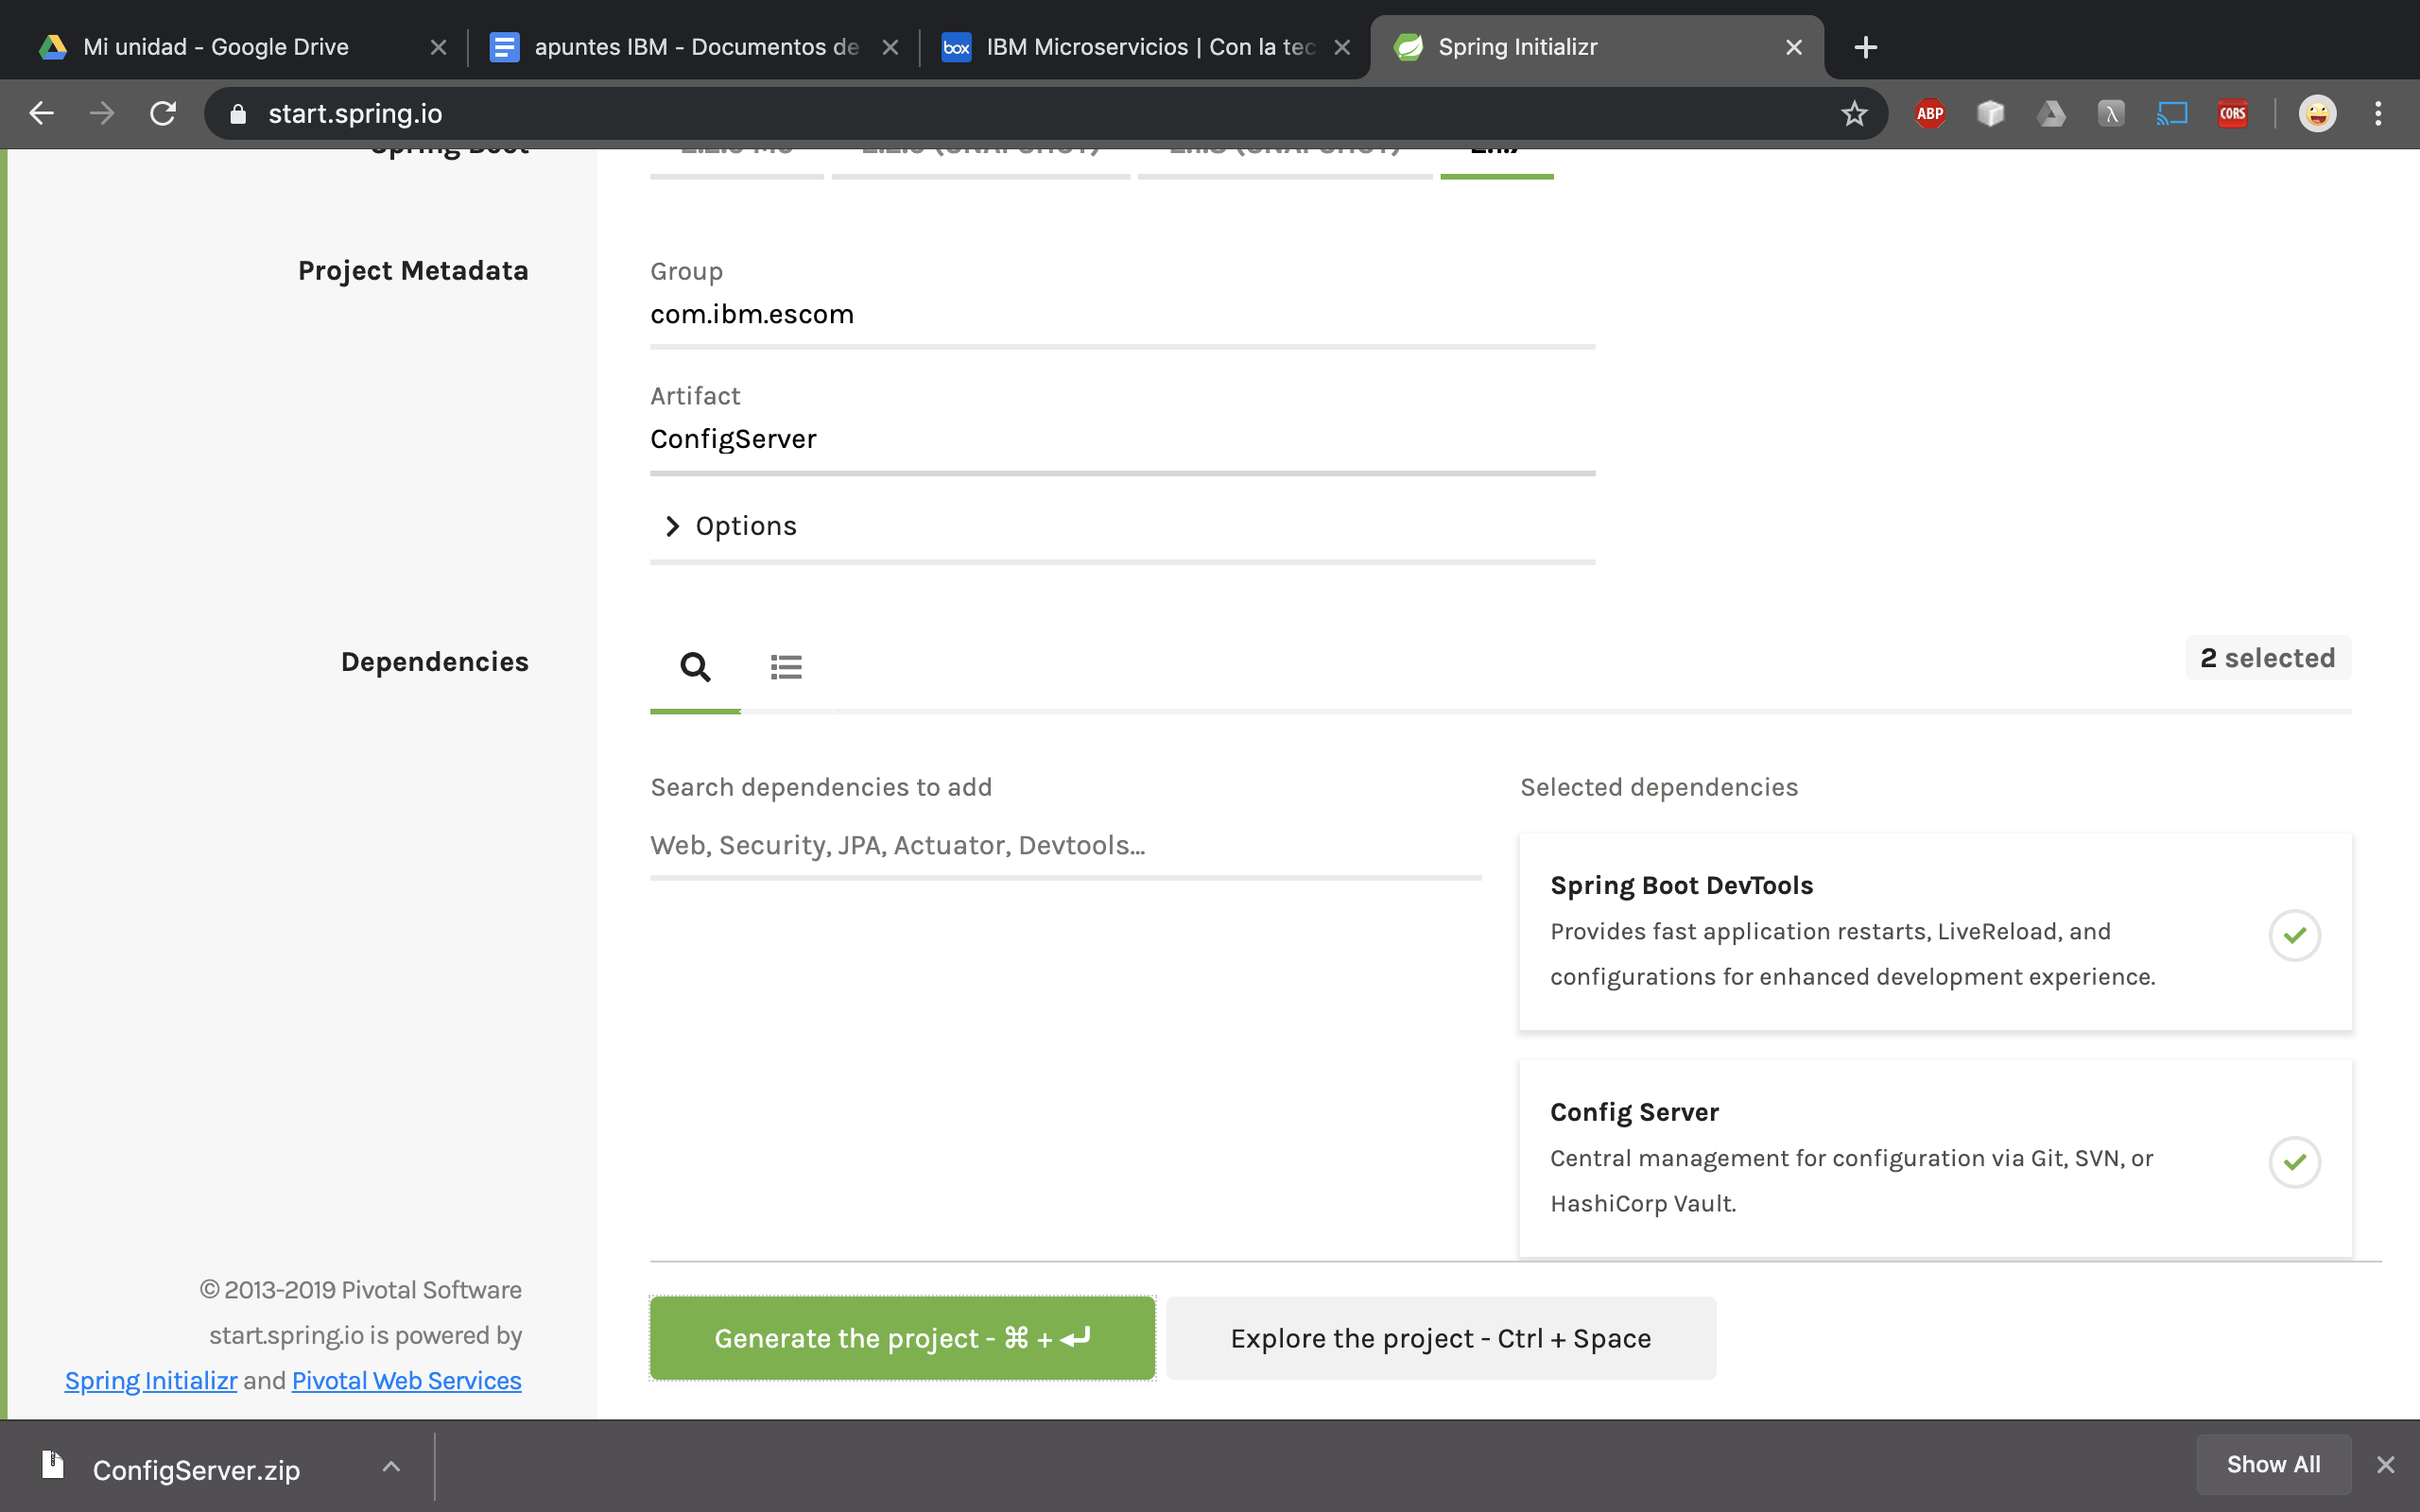 Mi unidad - Google Drive
apuntes IBM - Documentos de
box
IBM Microservicios | Con la tec
Spring Initializr
start.spring.io
ABP
λ
CORS
Spring Boot
Project Metadata
Group
com.ibm.escom
Artifact
ConfigServer
Options
Dependencies
2 selected
Search dependencies to add
Web, Security, JPA, Actuator, Devtools...
Selected dependencies
Spring Boot DevTools
Provides fast application restarts, LiveReload, and
configurations for enhanced development experience.
Config Server
Central management for configuration via Git, SVN, or
HashiCorp Vault.
© 2013-2019 Pivotal Software
start.spring.io is powered by
Spring Initializr and Pivotal Web Services
Generate the project - ⌘ + ↵
Explore the project - Ctrl + Space
ConfigServer.zip
Show All